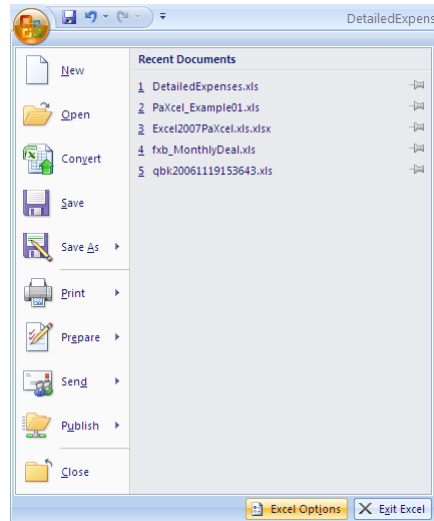 DetailedExpens
New
Open
Convert
Save
Save As
Print
Prepare
Send
Publish
Close
Recent Documents
1 DetailedExpenses.xls
2 PaXcel_Example01.xls
3 Excel2007PaXcel.xls.xlsx
4 fxb_MonthlyDeal.xls
5 qbk20061119153643.xls
Excel Options
Exit Excel